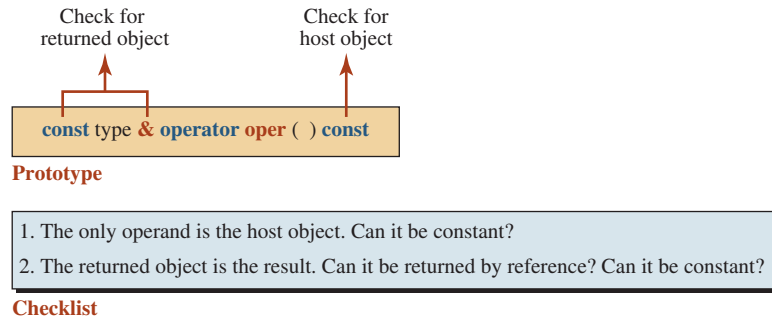 Check for returned object
Check for host object
const type & operator oper ( ) const
Prototype
1. The only operand is the host object. Can it be constant?
2. The returned object is the result. Can it be returned by reference? Can it be constant?
Checklist